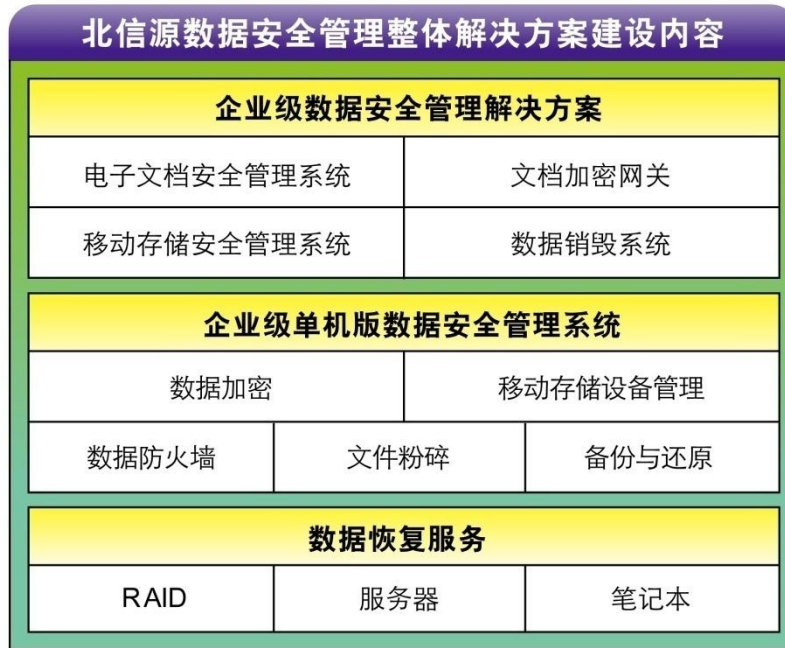 北信源数据安全管理整体解决方案建设内容
企业级数据安全管理解决方案
电子文档安全管理系统 文档加密网关
移动存储安全管理系统 数据销毁系统
企业级单机版数据安全管理系统
数据加密 移动存储设备管理
数据防火墙 文件粉碎 备份与还原
数据恢复服务
RAID 服务器 笔记本